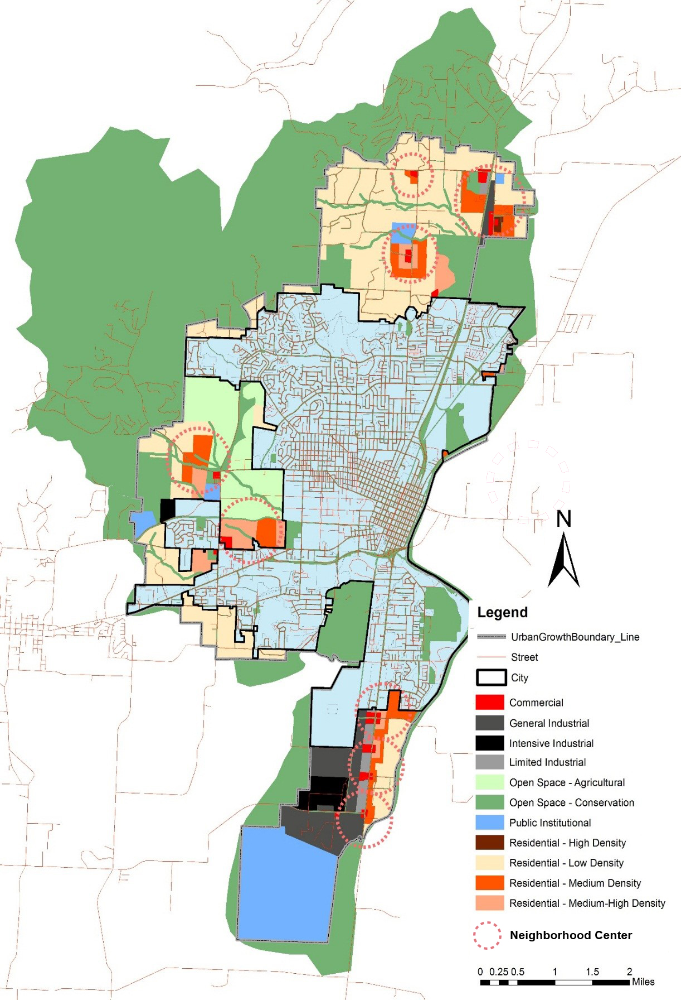 N
Legend
UrbanGrowthBoundary_Line
Street
City
Commercial
General Industrial
Intensive Industrial
Limited Industrial
Open Space - Agricultural
Open Space - Conservation
Public Institutional
Residential - High Density
Residential - Low Density
Residential - Medium Density
Residential - Medium-High Density
Neighborhood Center
0 0.25 0.5 1 1.5 2
Miles